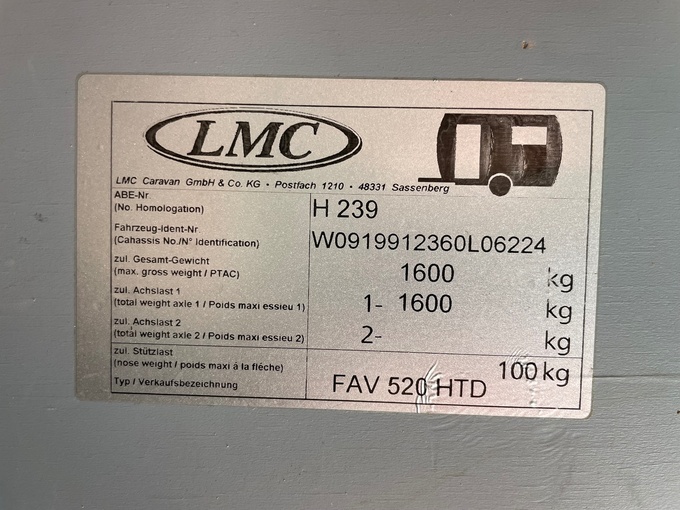 LMC
LMC Caravan GmbH & Co. KG • Postfach 1210 • 48331 Sassenberg
ABE-Nr.
(No. Homologation)
H 239
Fahrzeug-Ident-Nr.
(Cahassis No./N° Identification)
W0919912360L06224
zul. Gesamt-Gewicht
(max. gross weight / PTAC)
1600 kg
zul. Achslast 1
(total weight axle 1 / Poids maxi essieu 1)
1- 1600 kg
zul. Achslast 2
(total weight axle 2 / Poids maxi essieu 2)
2- kg
zul. Stützlast
(nose weight / poids maxi á la fléche)
100 kg
Typ / Verkaufsbezeichnung
FAV 520 HTD